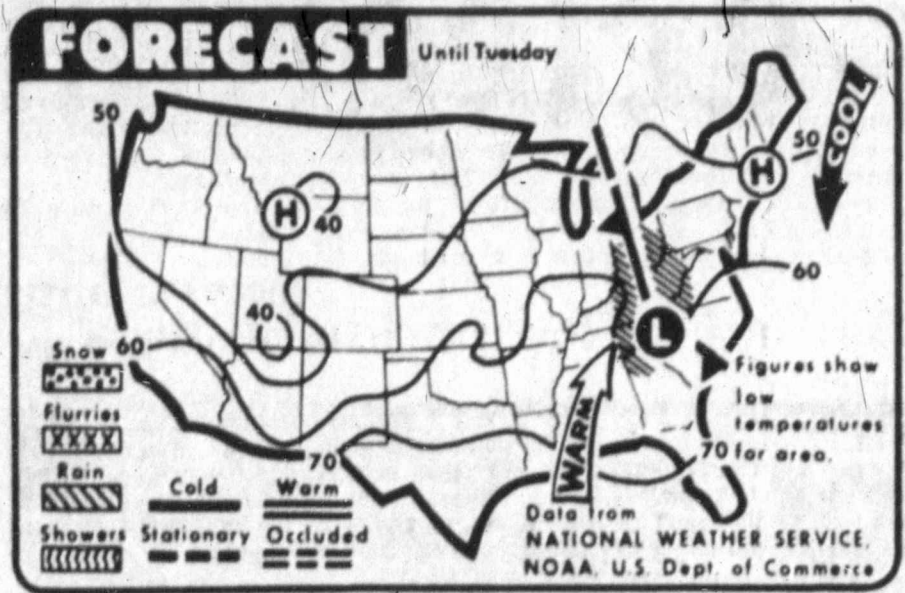 FORECAST Until Tuesday
50
COOL
50
H
H
40
60
40
L
60
Snow
Figures show
low
temperatures
for area.
Flurries
XXXX
WARM
Rain
70
70
Cold Warm
Showers Stationary Occluded
Data from
NATIONAL WEATHER SERVICE,
NOAA, U.S. Dept. of Commerce